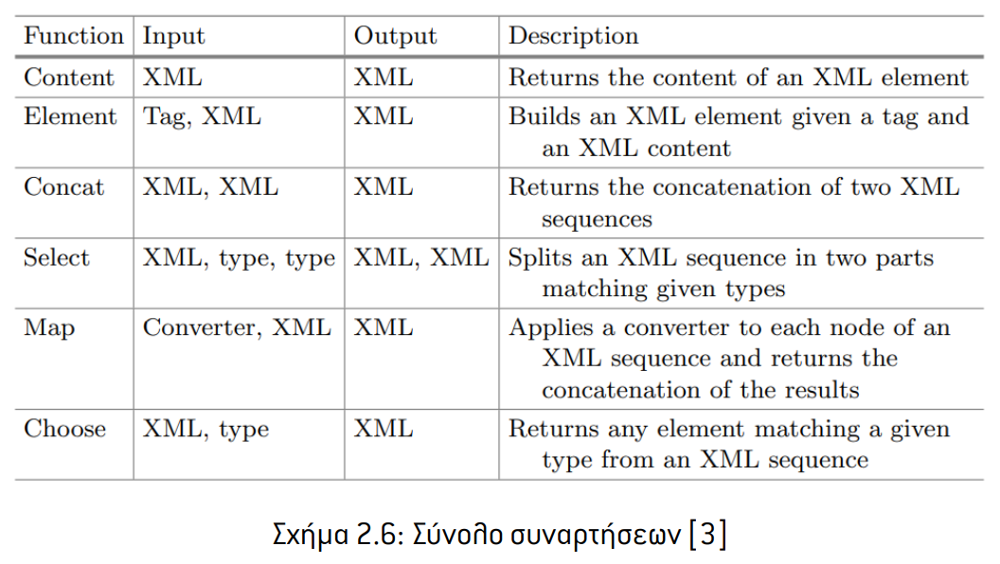 Function Input Output Description
Content XML XML Returns the content of an XML element
Element Tag, XML XML Builds an XML element given a tag and
an XML content
Concat XML, XML XML Returns the concatenation of two XML
sequences
Select XML, type, type XML, XML Splits an XML sequence in two parts
matching given types
Map Converter, XML XML Applies a converter to each node of an
XML sequence and returns the
concatenation of the results
Choose XML, type XML Returns any element matching a given
type from an XML sequence
Σχήμα 2.6: Σύνολο συναρτήσεων [3]